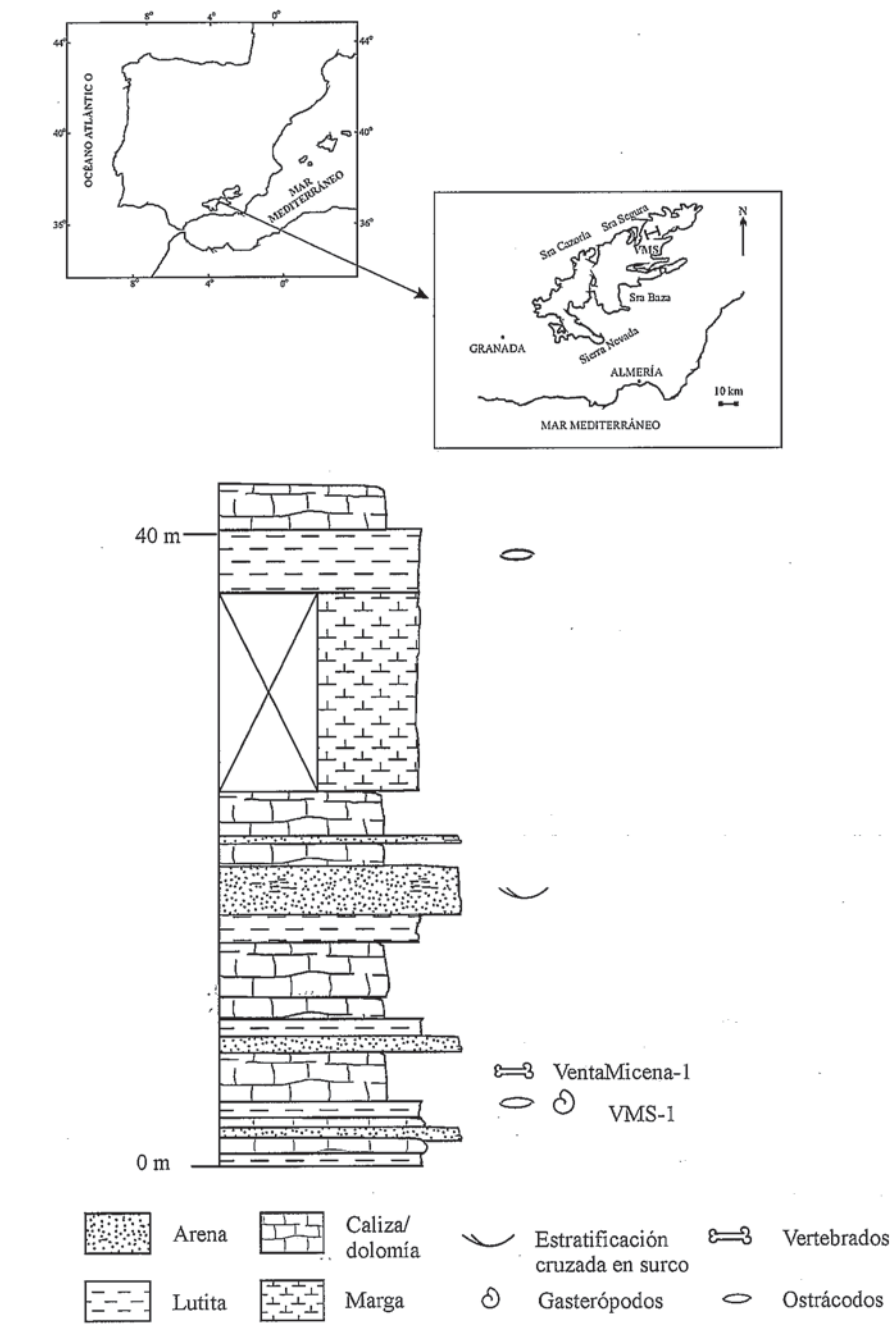 8° 4° 0°
44° 44°
OCÉANO ATLÁNTICO
40° 40°
MAR
MEDITERRÁNEO
36° 36°
8° 4° 0°
N
Sra Cazorla
Sra Segura
VMS
Sra Baza
GRANADA
Sierra Nevada
ALMERÍA
10 km
MAR MEDITERRÁNEO
40 m
VentaMicena-1
VMS-1
0 m
Arena
Caliza/
dolomía
Estratificación
cruzada en surco
Vertebrados
Lutita
Marga
Gasterópodos
Ostrácodos